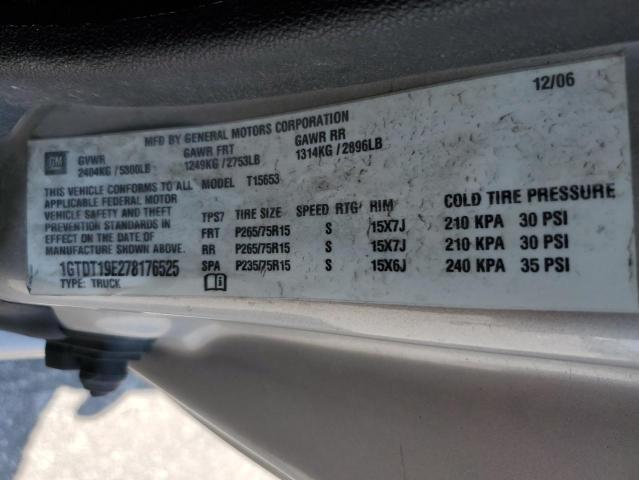 12/06
MFD BY GENERAL MOTORS CORPORATION
GM GVWR GAWR FRT GAWR RR
2404KG/5300LB 1249KG/2753LB 1314KG/2896LB
THIS VEHICLE CONFORMS TO ALL MODEL T15653
APPLICABLE FEDERAL MOTOR
VEHICLE SAFETY AND THEFT
PREVENTION STANDARDS IN
EFFECT ON THE DATE OF
MANUFACTURE SHOWN ABOVE.
1GTDT19E278176525
TYPE: TRUCK
TPS7 TIRE SIZE SPEED RTG RIM COLD TIRE PRESSURE
FRT P265/75R15 S 15X7J 210 KPA 30 PSI
RR P265/75R15 S 15X7J 210 KPA 30 PSI
SPA P235/75R15 S 15X6J 240 KPA 35 PSI